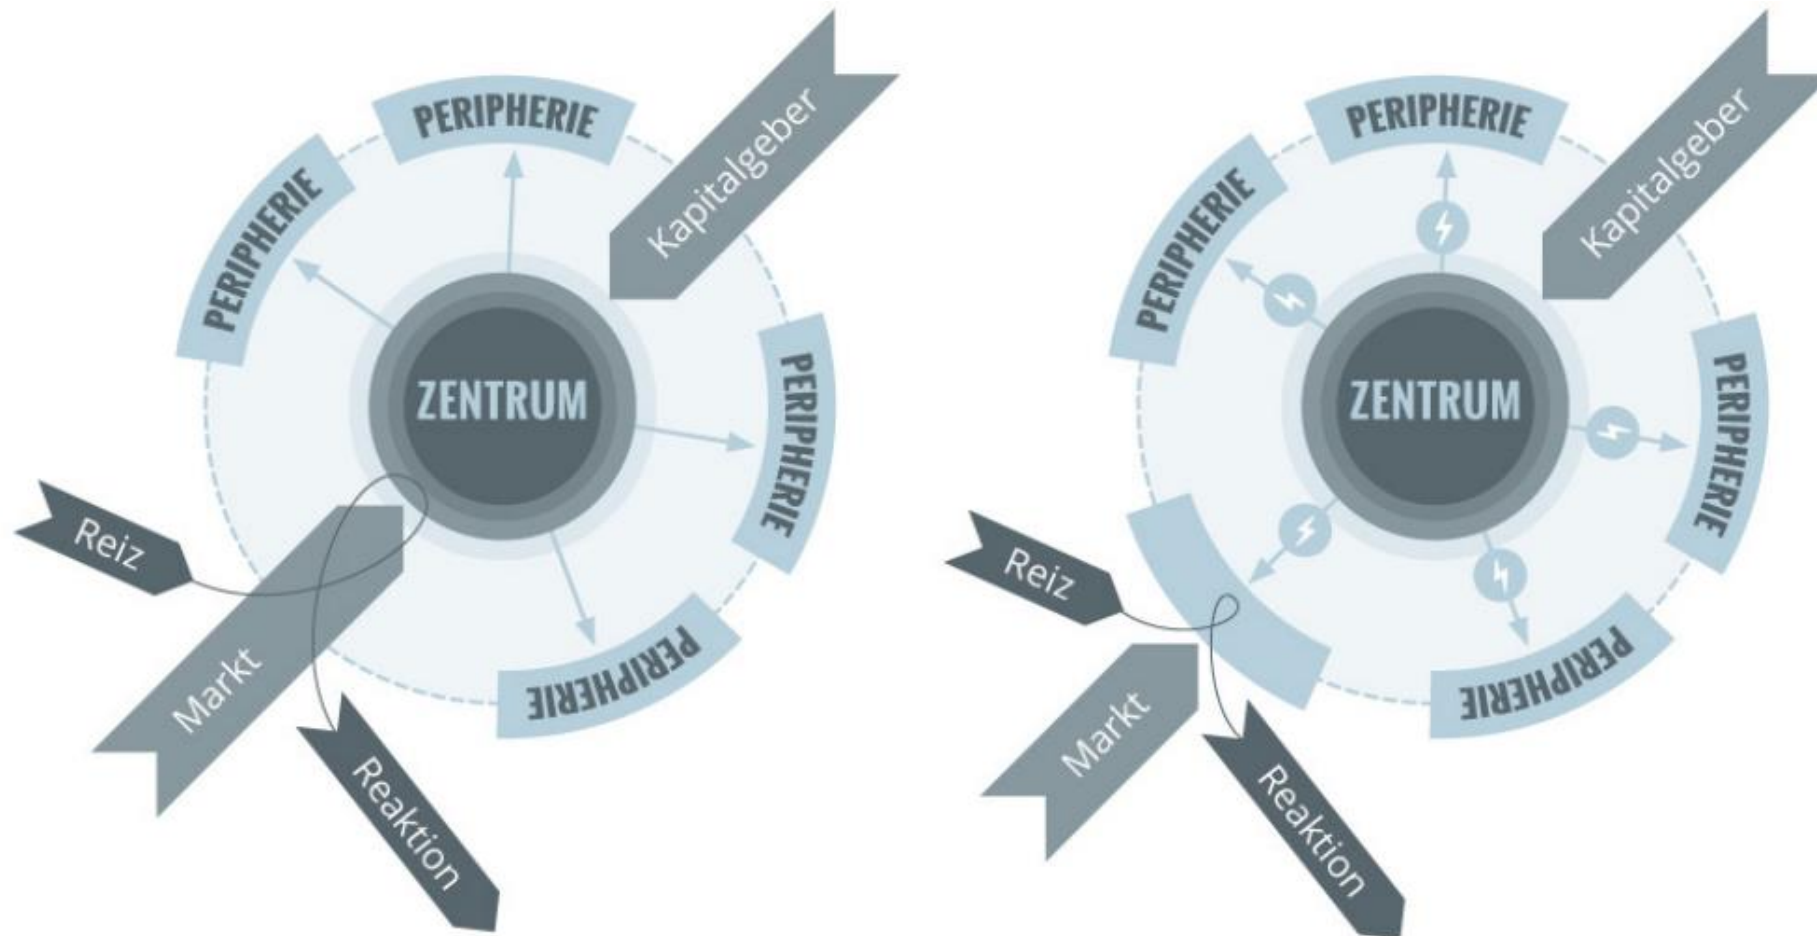 PERIPHERIE
Kapitalgeber
PERIPHERIE
ZENTRUM
PERIPHERIE
Reiz
Markt
PERIPHERIE
Reaktion
PERIPHERIE
Kapitalgeber
PERIPHERIE
ZENTRUM
PERIPHERIE
Reiz
Markt
PERIPHERIE
Reaktion